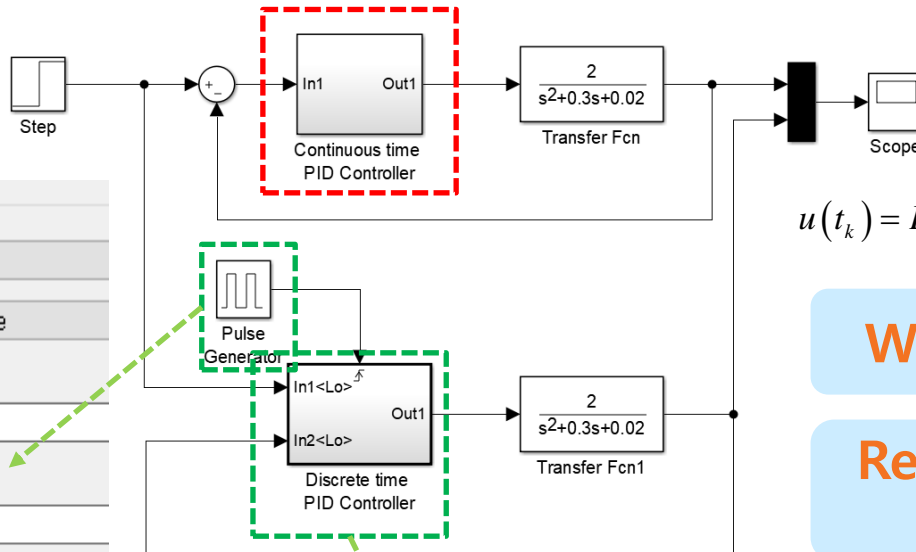 Step
+
−
In1
Out1
Continuous time
PID Controller
2
s²+0.3s+0.02
Transfer Fcn
Scope
u(t_k) =
e
Pulse
Generator
In1<Lo>
In2<Lo>
Out1
Discrete time
PID Controller
2
s²+0.3s+0.02
Transfer Fcn1
W
Re